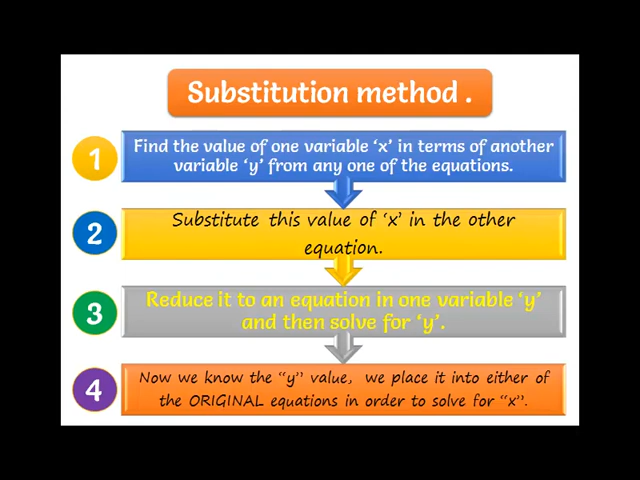 Substitution method .
1
Find the value of one variable ‘x’ in terms of another
variable ‘y’ from any one of the equations.
2
Substitute this value of ‘x’ in the other
equation.
3
Reduce it to an equation in one variable ‘y’
and then solve for ‘y’.
4
Now we know the “y” value, we place it into either of
the ORIGINAL equations in order to solve for “x”.